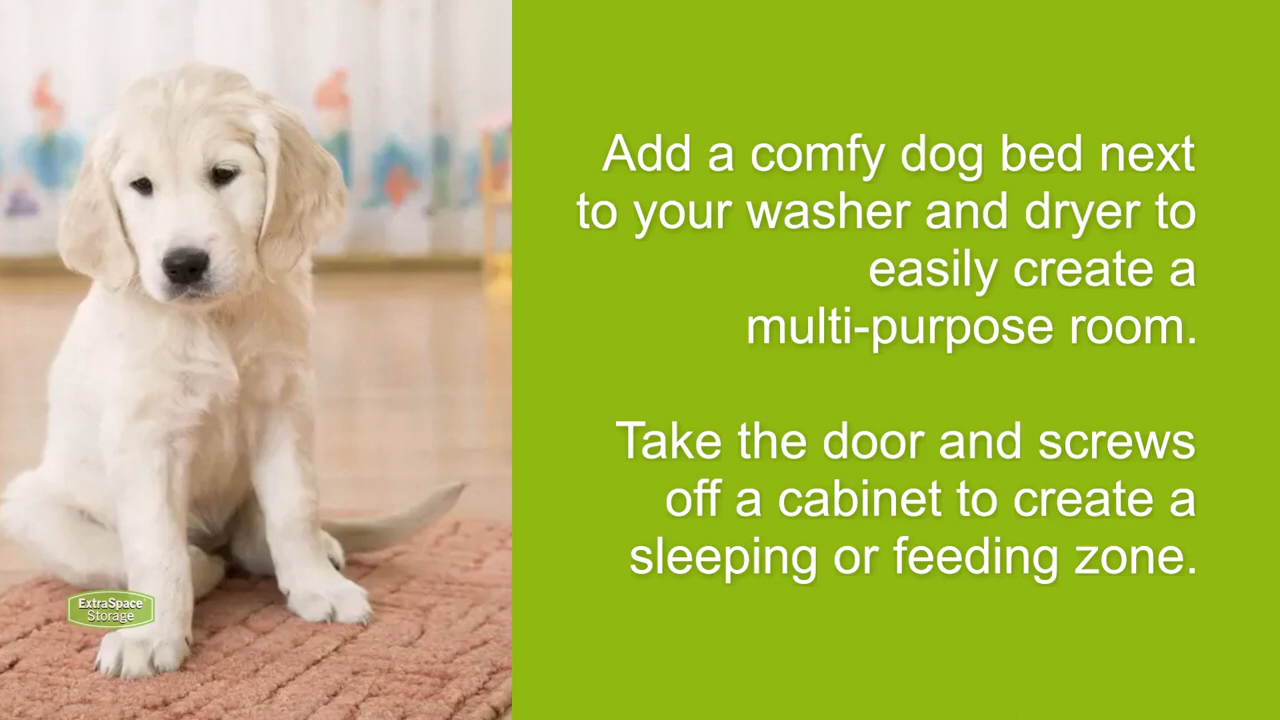 Add a comfy dog bed next
to your washer and dryer to
easily create a
multi-purpose room.
Take the door and screws
off a cabinet to create a
sleeping or feeding zone.
ExtraSpace
Storage